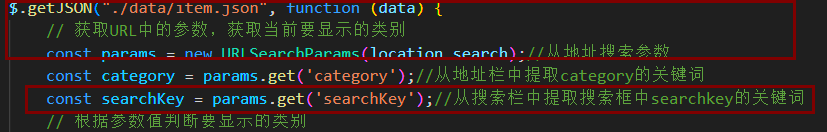 $.getJSON("./data/item.json", function (data) {
// 获取URL中的参数，获取当前要显示的类别
const params = new URLSearchParams(location.search);//从地址搜索参数
const category = params.get('category');//从地址栏中提取category的关键词
const searchKey = params.get('searchKey');//从搜索栏中提取搜索框中searchkey的关键词
// 根据参数值判断要显示的类别